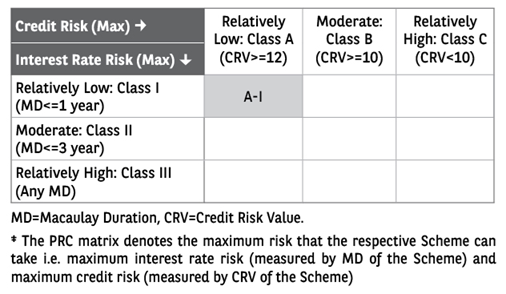 Credit Risk (Max) → Relatively Low: Class A (CRV>=12) Moderate: Class B (CRV>=10) Relatively High: Class C (CRV<10)
Interest Rate Risk (Max) ↓
Relatively Low: Class I
(MD<=1 year)
A-I
Moderate: Class II
(MD<=3 year)
Relatively High: Class III
(Any MD)
MD=Macaulay Duration, CRV=Credit Risk Value.
‡ The PRC matrix denotes the maximum risk that the respective Scheme can
take i.e. maximum interest rate risk (measured by MD of the Scheme) and
maximum credit risk (measured by CRV of the Scheme)